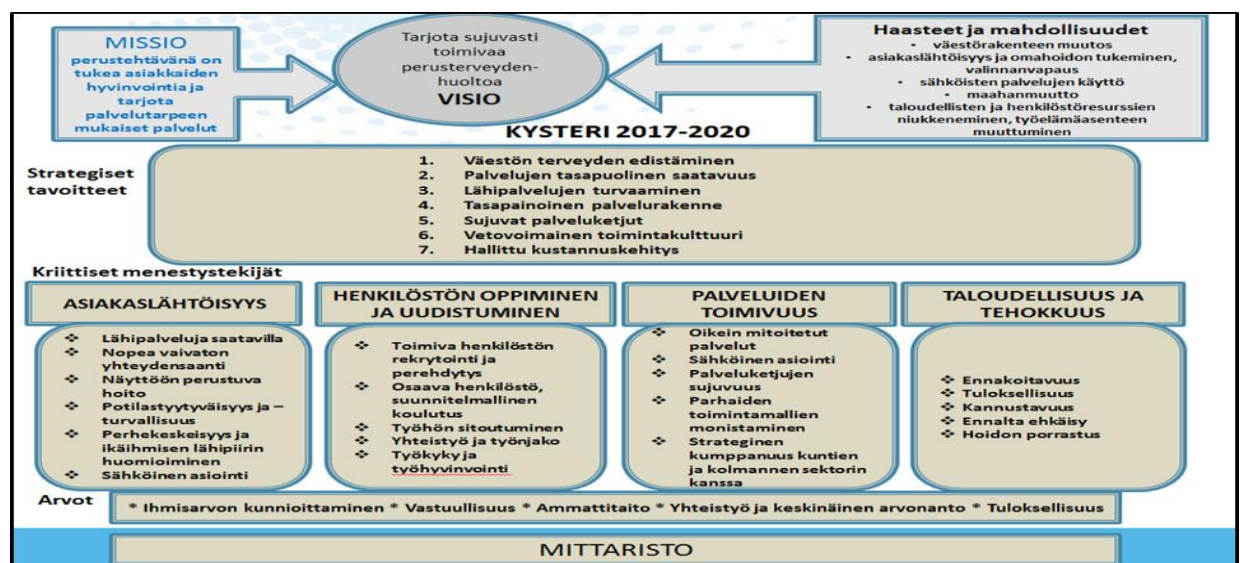 MISSIO
perustehtävänä on
tukea asiakkaiden
hyvinvointia ja
tarjota
palvelutarpeen
mukaiset palvelut
Tarjota sujuvasti
toimivaa
perusterveyden-
huoltoa
VISIO
Haasteet ja mahdollisuudet
• väestörakenteen muutos
• asiakaslähtöisyys ja omahoidon tukeminen,
valinnanvapaus
• sähköisten palvelujen käyttö
• maahanmuutto
• taloudellisten ja henkilöstöresurssien
niukkeneminen, työelämäasenteen
muuttuminen
KYSTERI 2017-2020
Strategiset
tavoitteet
1. Väestön terveyden edistäminen
2. Palvelujen tasapuolinen saatavuus
3. Lähipalvelujen turvaaminen
4. Tasapainoinen palvelurakenne
5. Sujuvat palveluketjut
6. Vetovoimainen toimintakulttuuri
7. Hallittu kustannuskehitys
Kriittiset menestystekijät
ASIAKASLÄHTÖISYYS
❖ Lähipalveluja saatavilla
❖ Nopea vaivaton
yhteydensaanti
❖ Näyttöön perustuva
hoito
❖ Potilastyytyväisyys ja –
turvallisuus
❖ Perhekeskeisyys ja
ikäihmisen lähipiirin
huomioiminen
❖ Sähköinen asiointi
HENKILÖSTÖN OPPIMINEN
JA UUDISTUMINEN
❖ Toimiva henkilöstön
rekrytointi ja
perehdytys
❖ Osaava henkilöstö,
suunnitelmallinen
koulutus
❖ Työhön sitoutuminen
❖ Yhteistyö ja työnjako
❖ Työkyky ja
työhyvinvointi
PALVELUIDEN
TOIMIVUUS
❖ Oikein mitoitetut
palvelut
❖ Sähköinen asiointi
❖ Palveluketjujen
sujuvuus
❖ Parhaiden
toimintamallien
monistaminen
❖ Strateginen
kumppanuus kuntien
ja kolmannen sektorin
kanssa
TALOUDELLISUUS JA
TEHOKKUUS
❖ Ennakoitavuus
❖ Tuloksellisuus
❖ Kannustavuus
❖ Ennalta ehkäisy
❖ Hoidon porrastus
Arvot
* Ihmisarvon kunnioittaminen * Vastuullisuus * Ammattitaito * Yhteistyö ja keskinäinen arvonanto * Tuloksellisuus
MITTARISTO